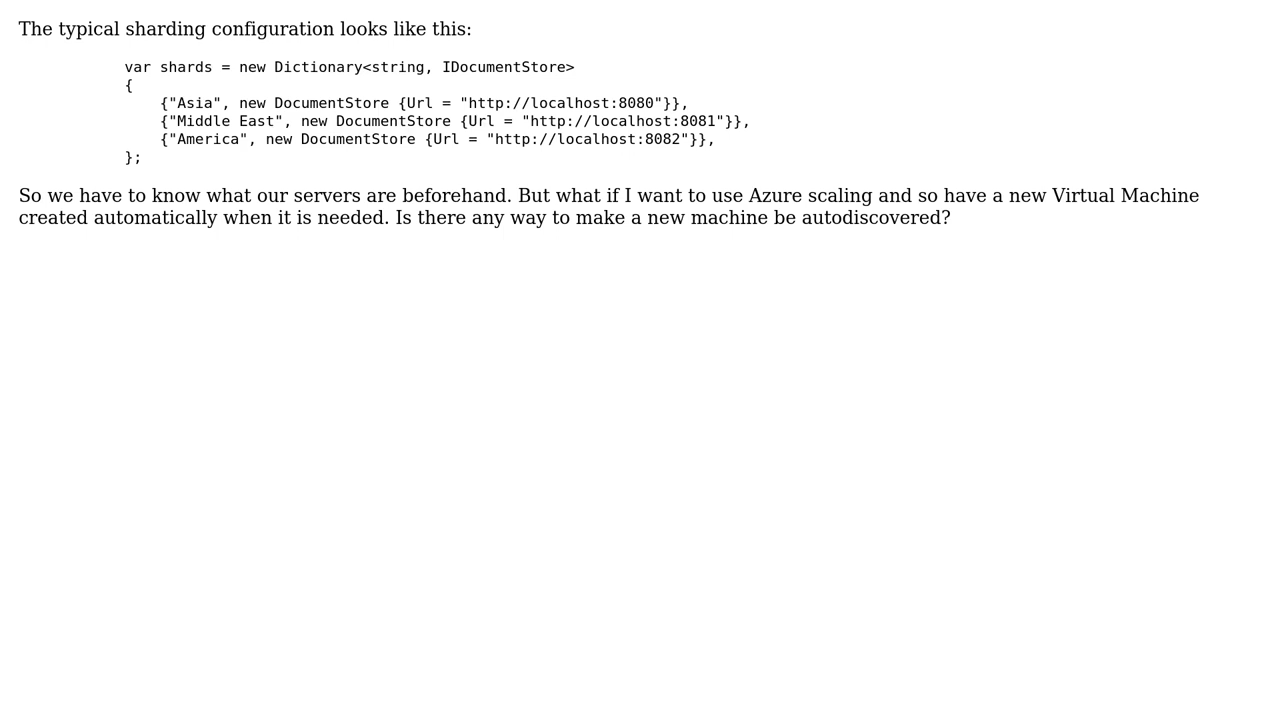 The typical sharding configuration looks like this:
var shards = new Dictionary<string, IDocumentStore>
{
    {"Asia", new DocumentStore {Url = "http://localhost:8080"}},
    {"Middle East", new DocumentStore {Url = "http://localhost:8081"}},
    {"America", new DocumentStore {Url = "http://localhost:8082"}},
};
So we have to know what our servers are beforehand. But what if I want to use Azure scaling and so have a new Virtual Machine
created automatically when it is needed. Is there any way to make a new machine be autodiscovered?